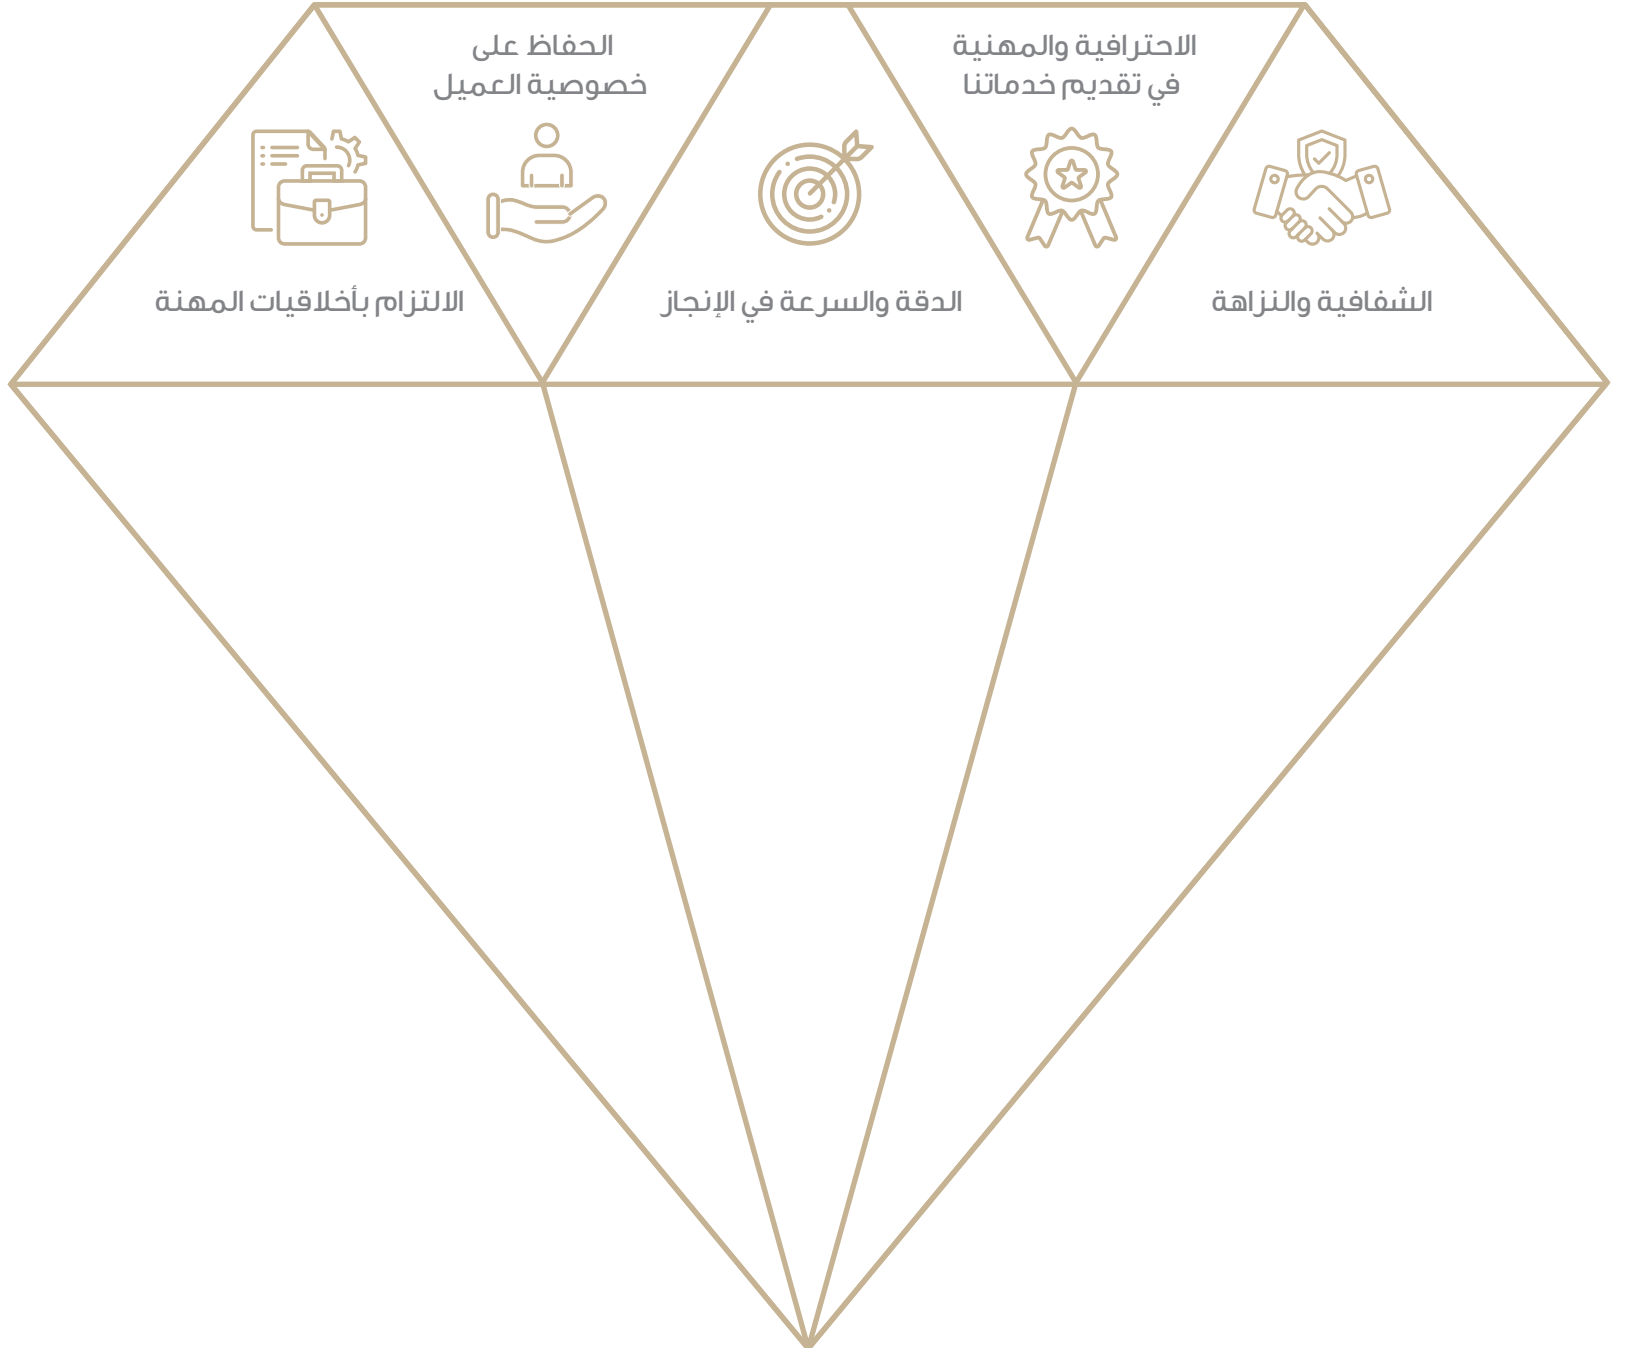 الشفافية والنزاهة
الاحترافية والمهنية
في تقديم خدماتنا
الدقة والسرعة في الإنجاز
الحفاظ على
خصوصية العميل
الالتزام بأخلاقيات المهنة